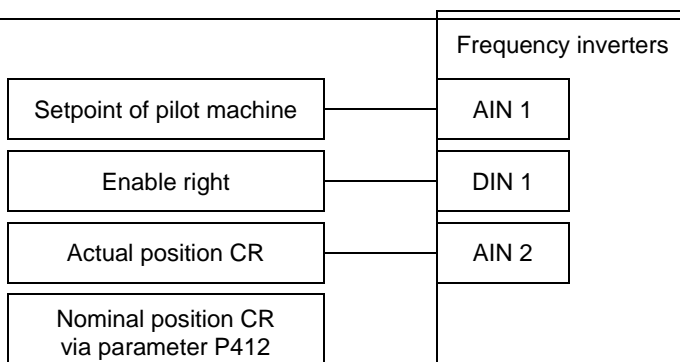 Frequency inverters
Setpoint of pilot machine
AIN 1
Enable right
DIN 1
Actual position CR
AIN 2
Nominal position CR
via parameter P412